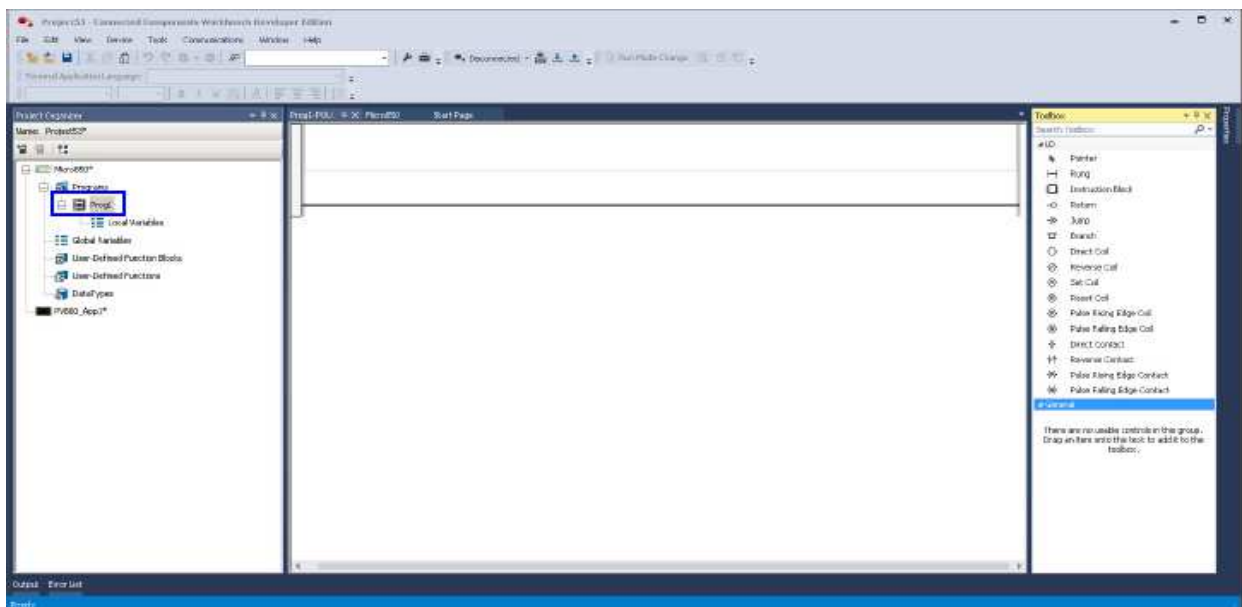 Project53 - Connected Components Workbench Developer Edition
File Edit View Device Tools Communications Window Help
Disconnected
Run Mode Change
Project Organizer
Name: Project53*
Micro850*
Programs
Prog1
Local Variables
Global Variables
User-Defined Function Blocks
User-Defined Functions
DataTypes
PV800_App1*
Prog1-POU Micro850 Start Page
Toolbox
Search Toolbox
LD
Pointer
Rung
Instruction Block
Return
Jump
Branch
Direct Coil
Reverse Coil
Set Coil
Reset Coil
Pulse Rising Edge Coil
Pulse Falling Edge Coil
Direct Contact
Reverse Contact
Pulse Rising Edge Contact
Pulse Falling Edge Contact
General
There are no usable controls in this group.
Drag an item onto this text to add it to the
toolbox.
Properties
Output Error List
Ready